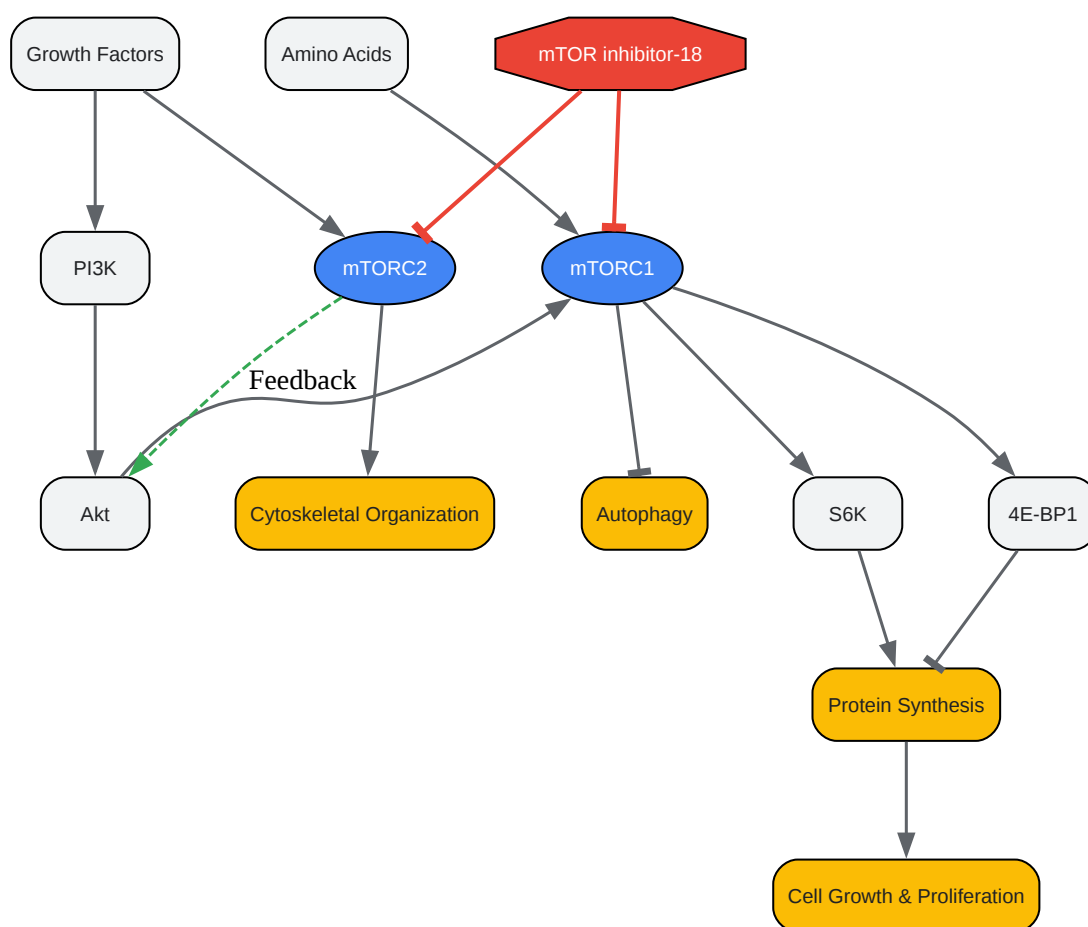 Growth Factors
Amino Acids
mTOR inhibitor-18
PI3K
mTORC2
mTORC1
Feedback
Akt
Cytoskeletal Organization
Autophagy
S6K
4E-BP1
Protein Synthesis
Cell Growth & Proliferation